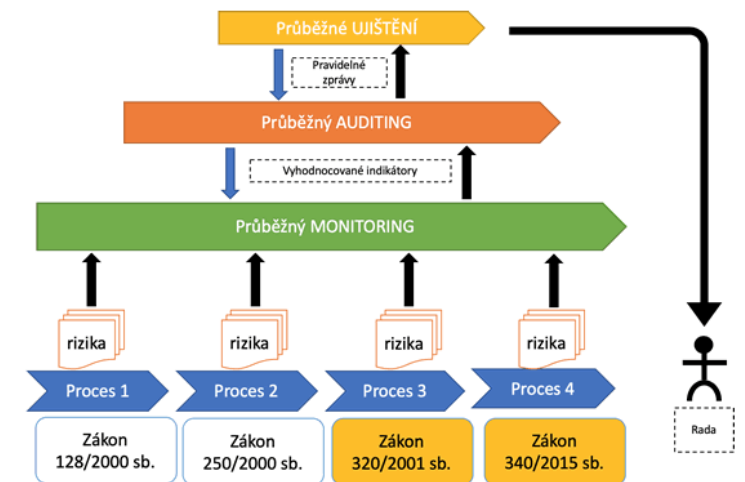 Průběžné UJIŠTĚNÍ
Pravidelné
zprávy
Průběžný AUDITING
Vyhodnocované indikátory
Průběžný MONITORING
rizika
rizika
rizika
rizika
Proces 1
Proces 2
Proces 3
Proces 4
Zákon
128/2000 sb.
Zákon
250/2000 sb.
Zákon
320/2001 sb.
Zákon
340/2015 sb.
Rada